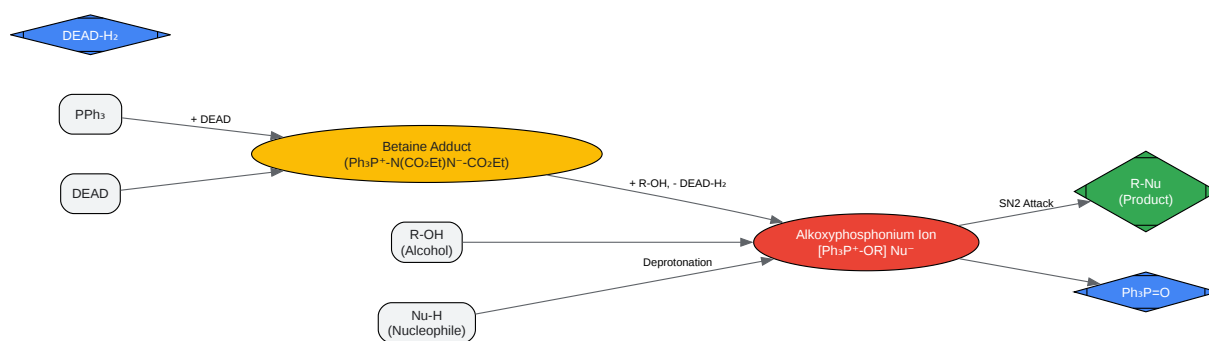 DEAD-H₂
PPh₃
+ DEAD
DEAD
Betaine Adduct
(Ph₃P⁺-N(CO₂Et)N⁻-CO₂Et)
+ R-OH, - DEAD-H₂
R-OH
(Alcohol)
Deprotonation
Nu-H
(Nucleophile)
Alkoxyphosphonium Ion
[Ph₃P⁺-OR] Nu⁻
SN2 Attack
R-Nu
(Product)
Ph₃P=O